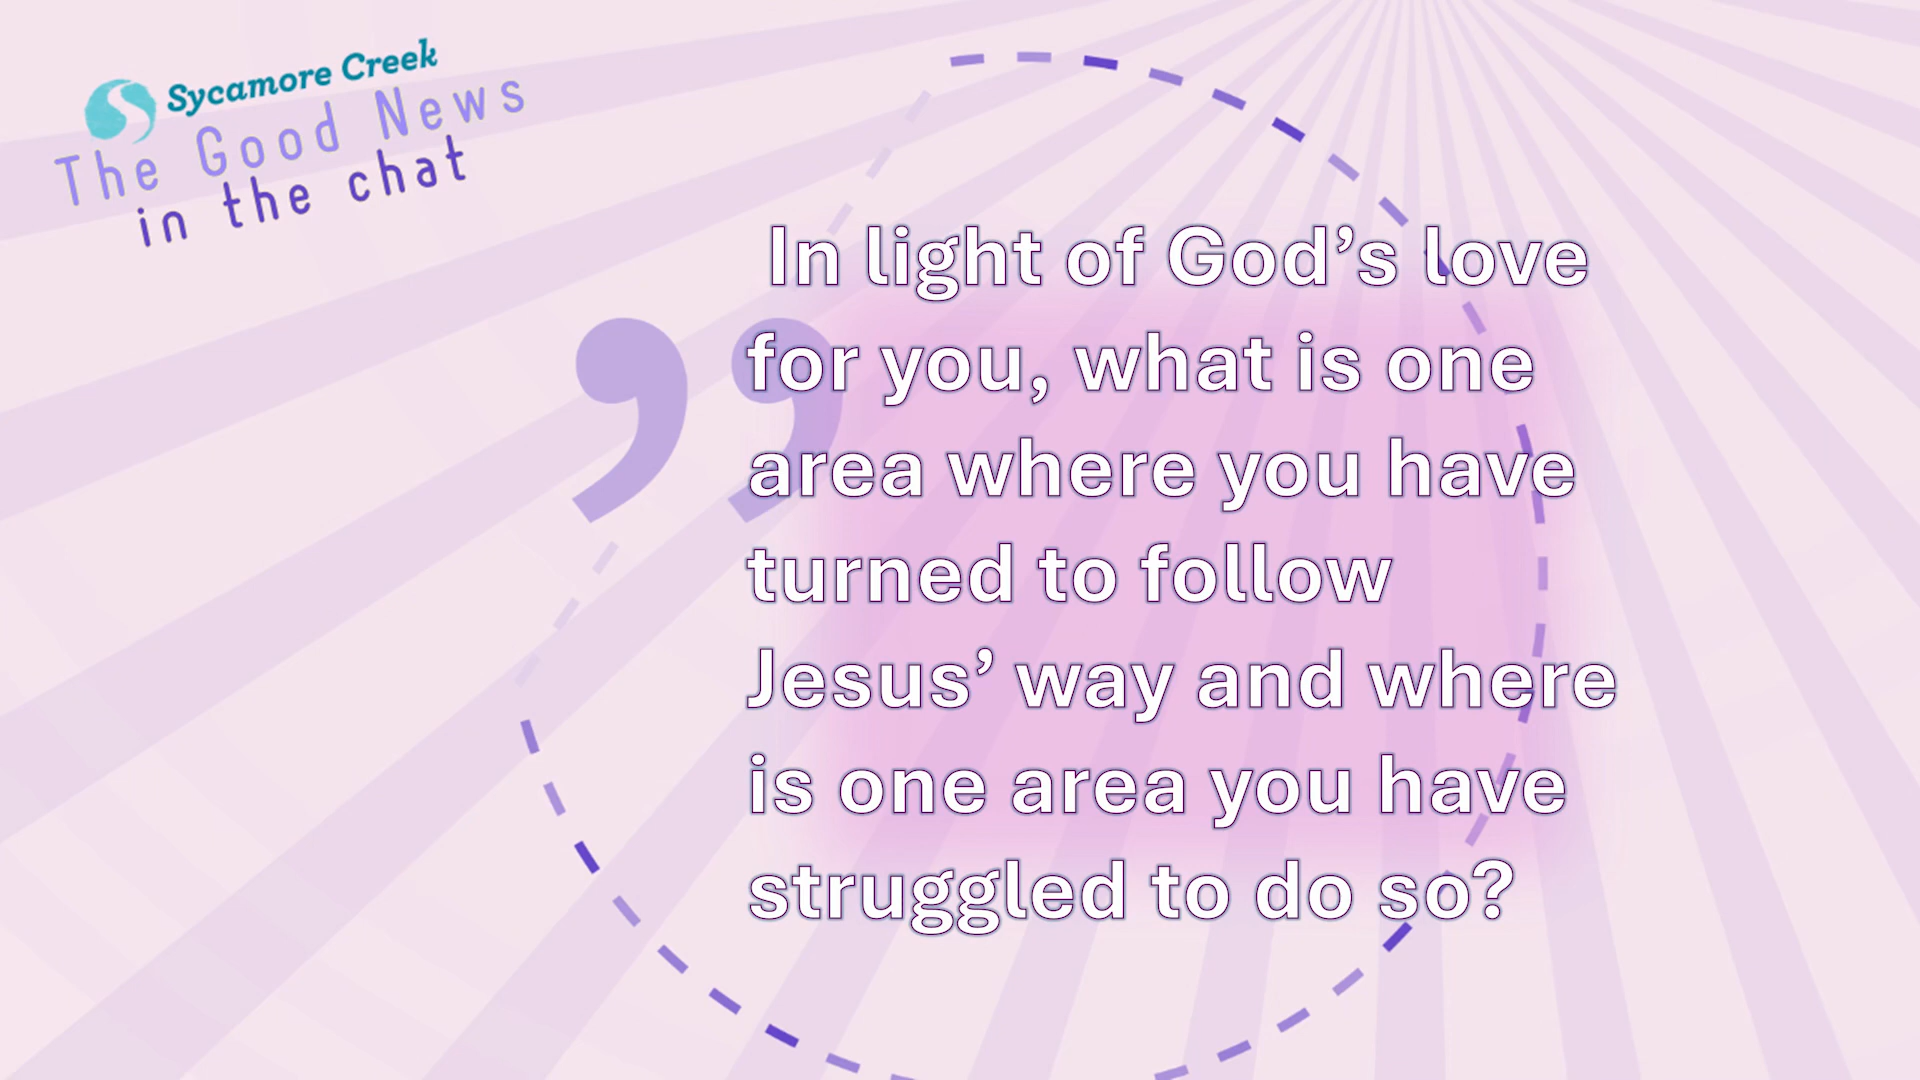 Sycamore Creek
The Good News
in the chat
In light of God’s love
for you, what is one
area where you have
turned to follow
Jesus’ way and where
is one area you have
struggled to do so?